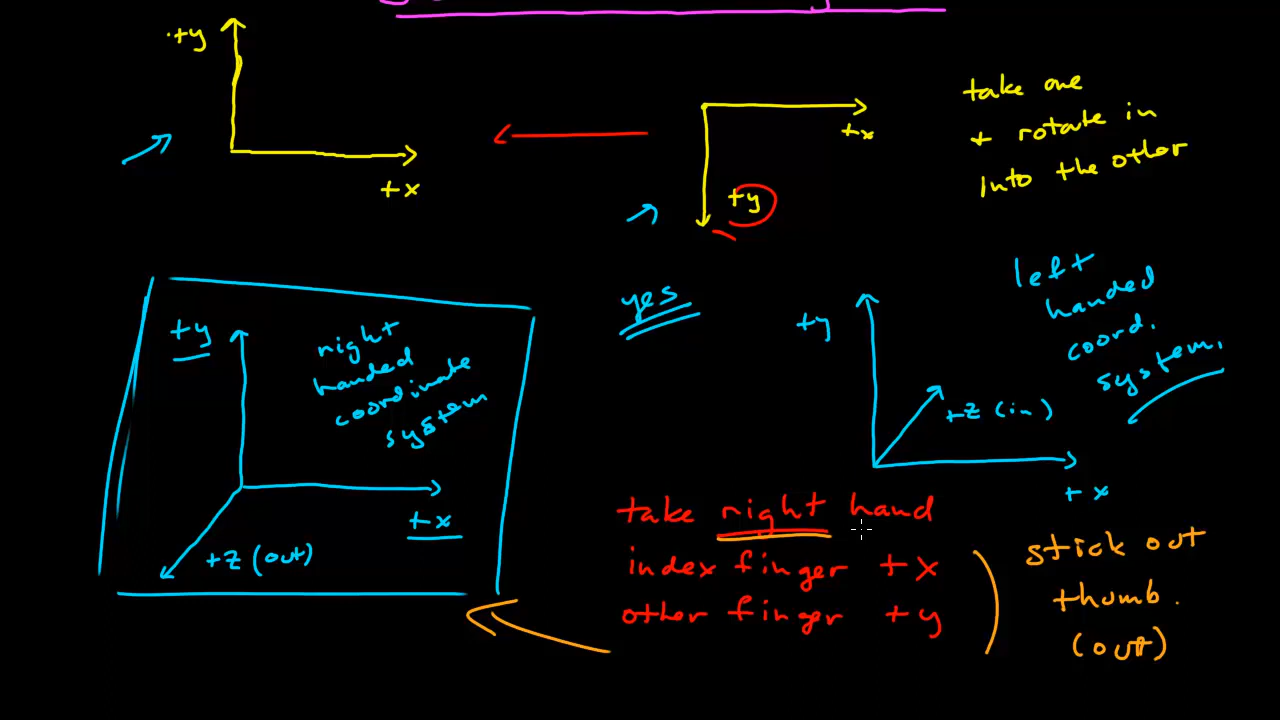 +y
+x
+x
+y
take one
+ rotate in
into the other
yes
+y
right
handed
coordinate
system
+x
+z (out)
+y
+z (in)
+x
left
handed
coord.
system.
take right hand
index finger +x
other finger +y
stick out
thumb.
(out)